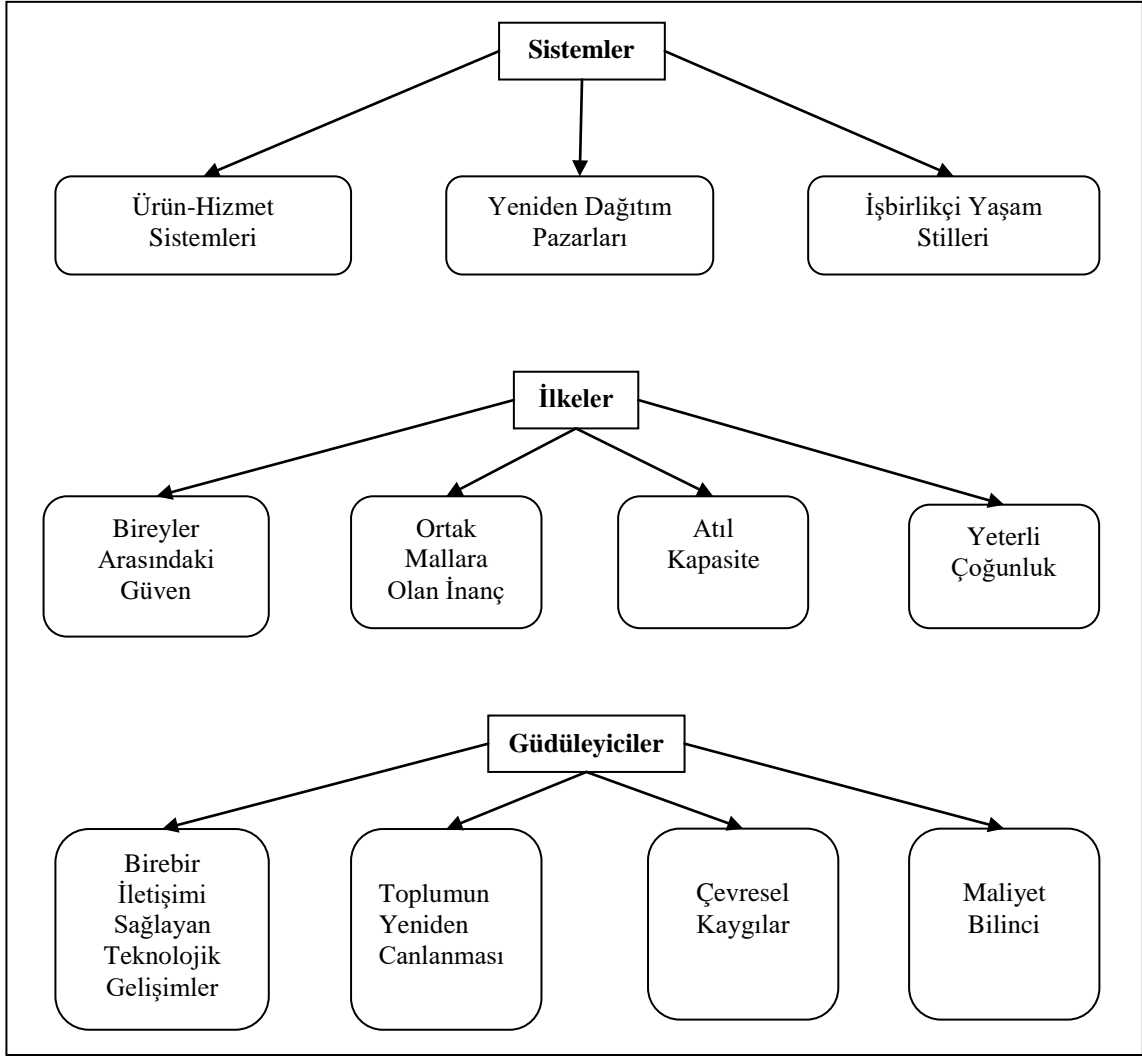 Sistemler
Ürün-Hizmet
Sistemleri
Yeniden Dağıtım
Pazarları
İşbirlikçi Yaşam
Stilleri
İlkeler
Bireyler
Arasındaki
Güven
Ortak
Mallara
Olan İnanç
Atıl
Kapasite
Yeterli
Çoğunluk
Güdüleyiciler
Birebir
İletişimi
Sağlayan
Teknolojik
Gelişimler
Toplumun
Yeniden
Canlanması
Çevresel
Kaygılar
Maliyet
Bilinci